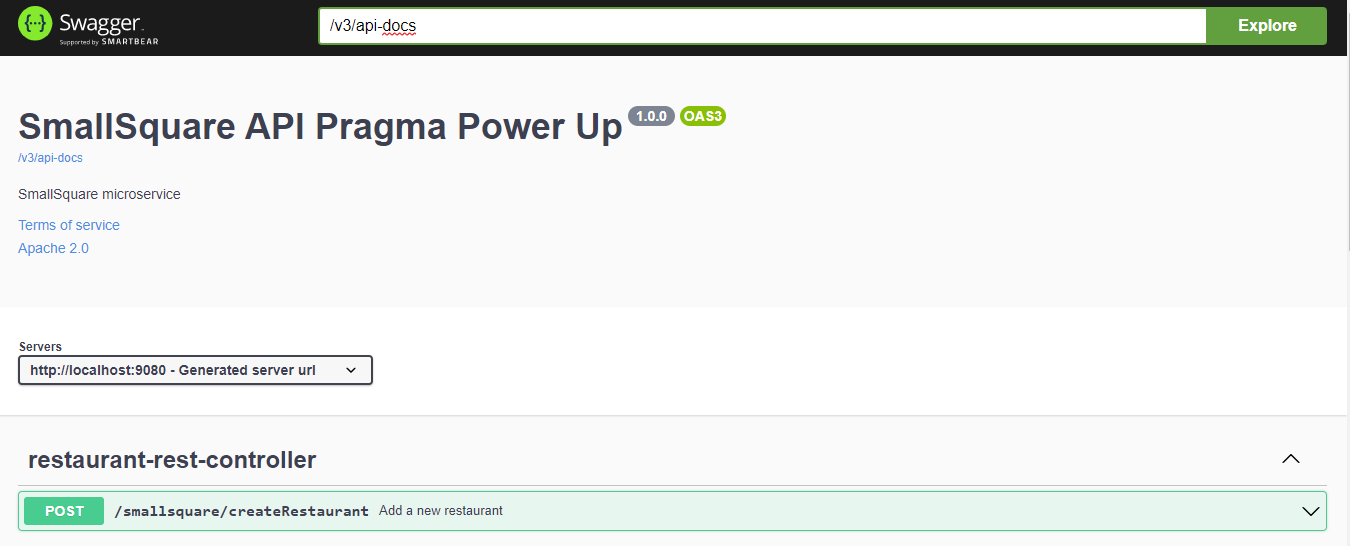 Swagger
Supported by SMARTBEAR
/v3/api-docs
Explore
SmallSquare API Pragma Power Up 1.0.0 OAS3
/v3/api-docs
SmallSquare microservice
Terms of service
Apache 2.0
Servers
http://localhost:9080 - Generated server url
restaurant-rest-controller
POST /smallsquare/createRestaurant Add a new restaurant